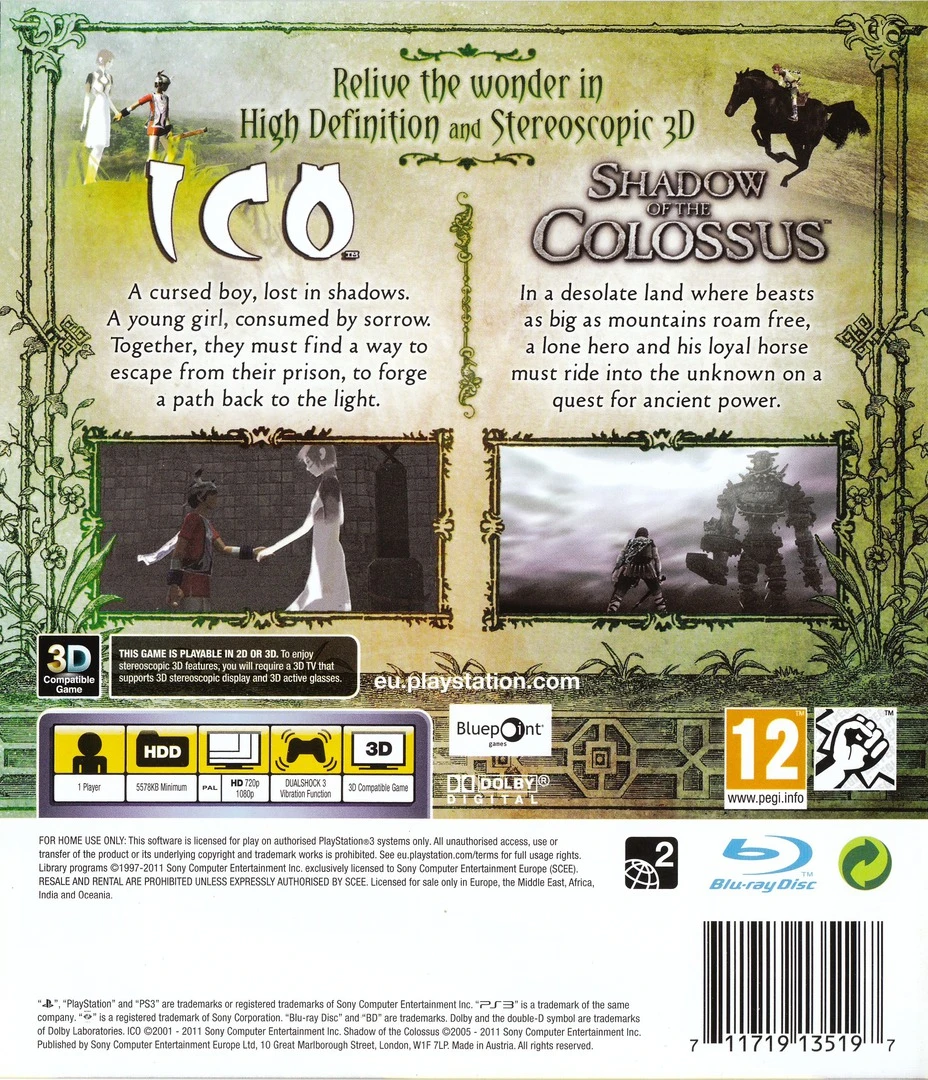 Relive the wonder in
High Definition and Stereoscopic 3D
ICO
TM
A cursed boy, lost in shadows.
A young girl, consumed by sorrow.
Together, they must find a way to
escape from their prison, to forge
a path back to the light.
SHADOW
OF THE
COLOSSUS™
In a desolate land where beasts
as big as mountains roam free,
a lone hero and his loyal horse
must ride into the unknown on a
quest for ancient power.
3D
Compatible
Game
THIS GAME IS PLAYABLE IN 2D OR 3D. To enjoy
stereoscopic 3D features, you will require a 3D TV that
supports 3D stereoscopic display and 3D active glasses.
eu.playstation.com
1 Player
HDD
5578KB Minimum
PAL
HD 720p
1080p
DUALSHOCK 3
Vibration Function
3D
3D Compatible Game
Bluepoint
games
DOLBY®
DIGITAL
12
TM
www.pegi.info
TM
FOR HOME USE ONLY: This software is licensed for play on authorised PlayStation®3 systems only. All unauthorised access, use or
transfer of the product or its underlying copyright and trademark works is prohibited. See eu.playstation.com/terms for full usage rights.
Library programs ©1997-2011 Sony Computer Entertainment Inc. exclusively licensed to Sony Computer Entertainment Europe (SCEE).
RESALE AND RENTAL ARE PROHIBITED UNLESS EXPRESSLY AUTHORISED BY SCEE. Licensed for sale only in Europe, the Middle East, Africa,
India and Oceania.
2
Blu-ray Disc
TM
“ ”, “PlayStation” and “PS3” are trademarks or registered trademarks of Sony Computer Entertainment Inc. “PS3” is a trademark of the same
company. “ ” is a registered trademark of Sony Corporation. “Blu-ray Disc” and “BD” are trademarks. Dolby and the double-D symbol are trademarks
of Dolby Laboratories. ICO ©2001 - 2011 Sony Computer Entertainment Inc. Shadow of the Colossus ©2005 - 2011 Sony Computer Entertainment Inc.
Published by Sony Computer Entertainment Europe Ltd, 10 Great Marlborough Street, London, W1F 7LP. Made in Austria. All rights reserved.
7 11719 13519 7